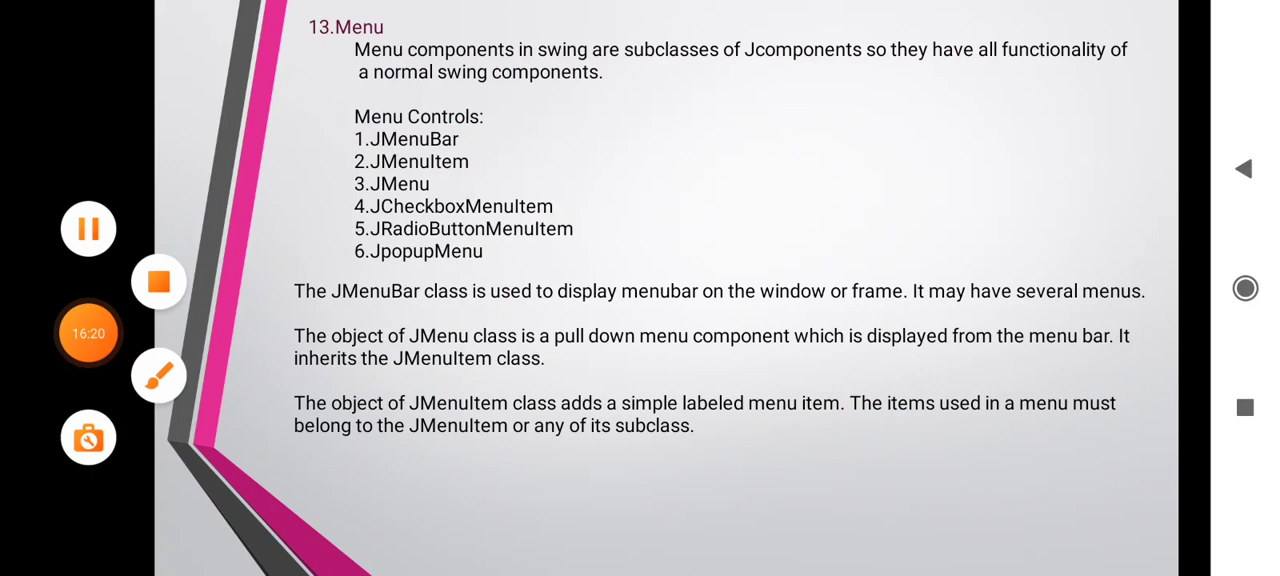 13.Menu
Menu components in swing are subclasses of Jcomponents so they have all functionality of
a normal swing components.
Menu Controls:
1.JMenuBar
2.JMenuItem
3.JMenu
4.JCheckboxMenuItem
5.JRadioButtonMenuItem
6.JpopupMenu
The JMenuBar class is used to display menubar on the window or frame. It may have several menus.
The object of JMenu class is a pull down menu component which is displayed from the menu bar. It
inherits the JMenuItem class.
The object of JMenuItem class adds a simple labeled menu item. The items used in a menu must
belong to the JMenuItem or any of its subclass.
16:20